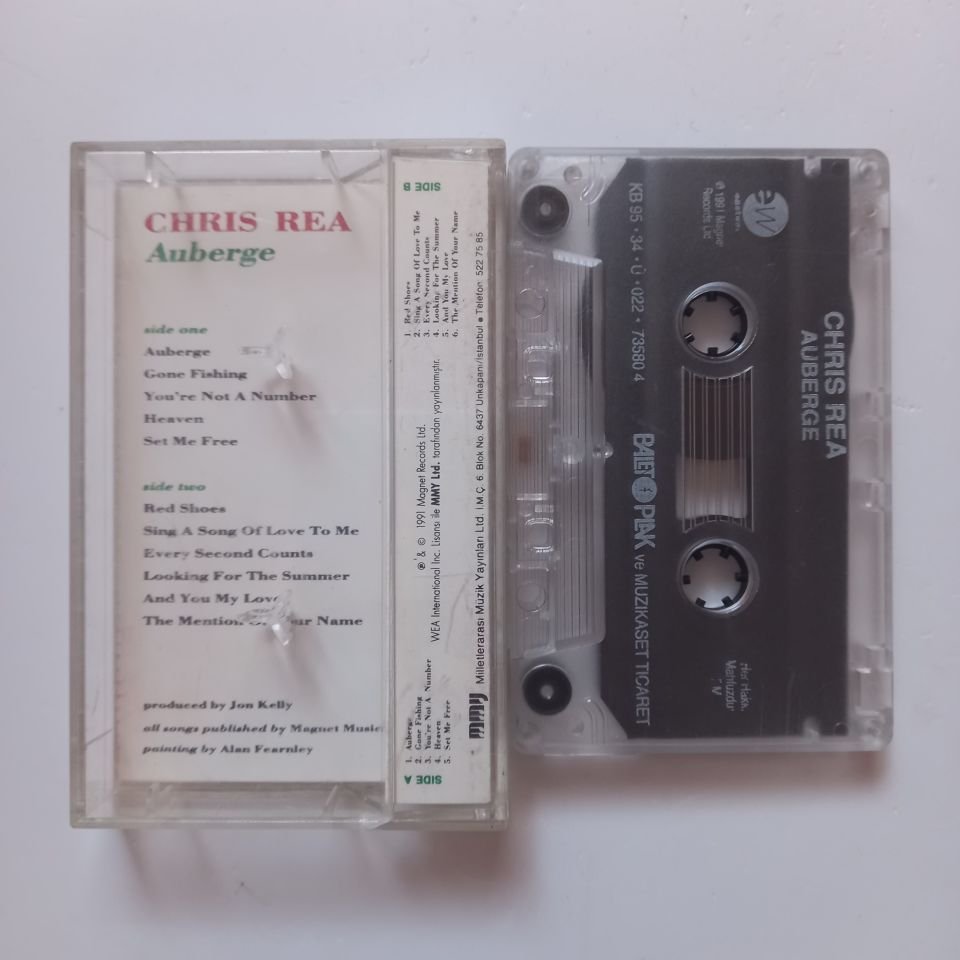 CHRIS REA
Auberge
side one
Auberge
Gone Fishing
You're Not A Number
Heaven
Set Me Free
side two
Red Shoes
Sing A Song Of Love To Me
Every Second Counts
Looking For The Summer
And You My Love
The Mention Of Your Name
produced by Jon Kelly
all songs published by Magnet Music
painting by Alan Fearnley
SIDE B
1. Red Shoes
2. Sing A Song Of Love To Me
3. Every Second Counts
4. Looking For The Summer
5. And You My Love
6. The Mention Of Your Name
℗ & © 1991 Magnet Records Ltd.
WEA International Inc. Lisansı ile MMY Ltd. tarafından yayınlanmıştır.
mmy Milletlerarası Müzik Yayınları Ltd. I.M.Ç. 6. Blok No. 6437 Unkapanı/İstanbul • Telefon: 522 75 85
SIDE A
1. Auberge
2. Gone Fishing
3. You're Not A Number
4. Heaven
5. Set Me Free
℗ 1991 Magnet
Records Ltd
KB 95 • 34 • Ü • 022 • 73580 4
BALET PLAK ve MUZIKASET TICARET
CHRIS REA
AUBERGE
Her Hakkı
Mahfuzdur